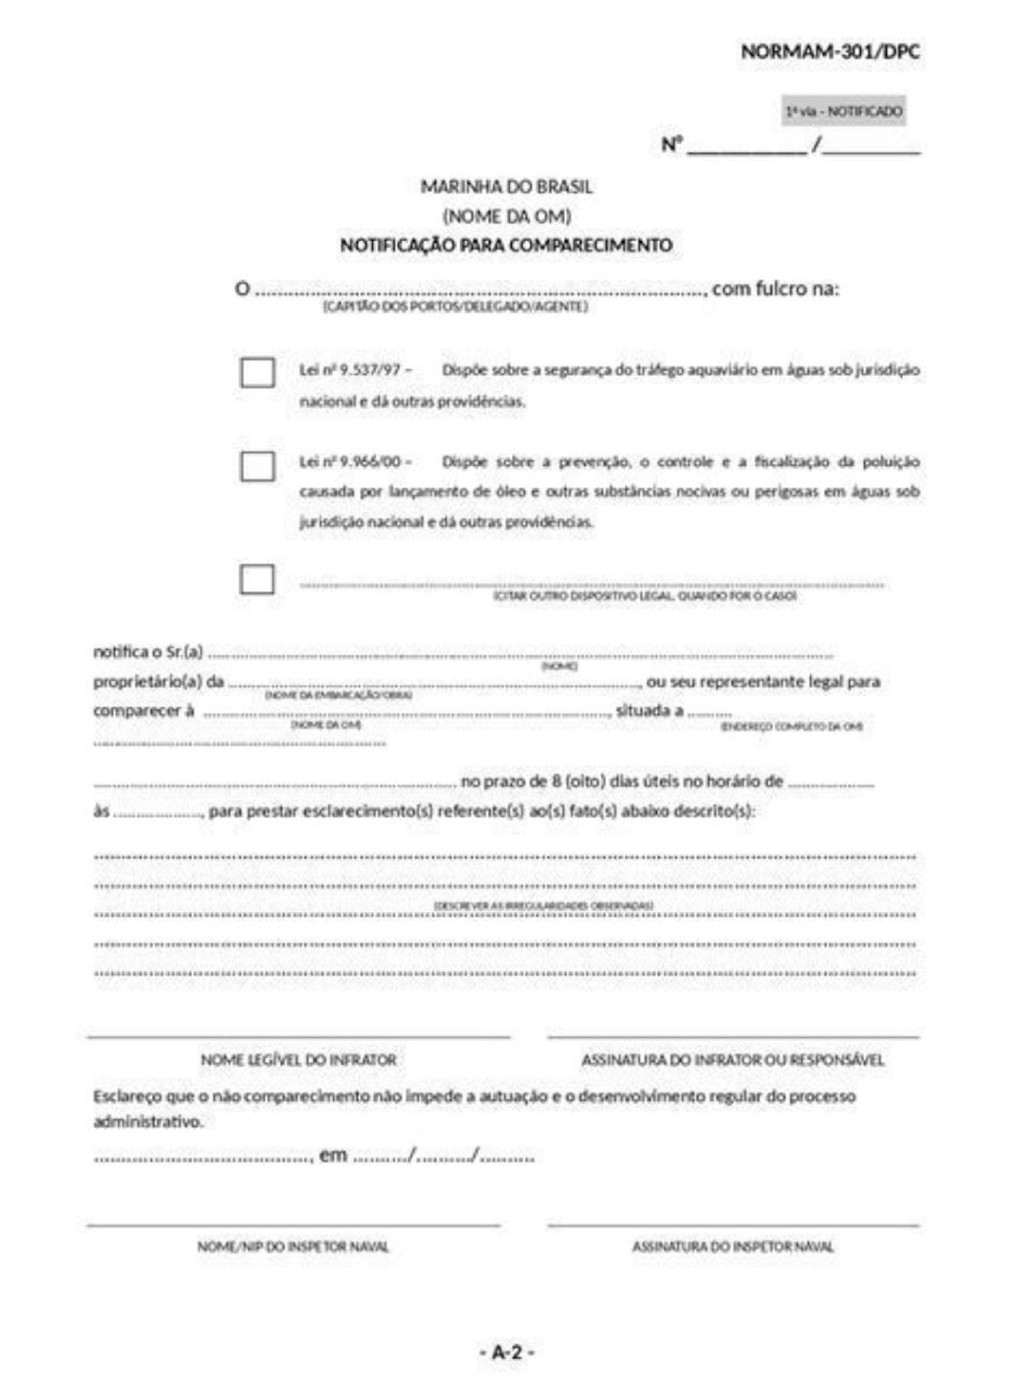 NORMAM-301/DPC
1ª via - NOTIFICADO
Nº ____________ /__________
MARINHA DO BRASIL
(NOME DA OM)
NOTIFICAÇÃO PARA COMPARECIMENTO
O ................................................................................., com fulcro na:
(CAPITÃO DOS PORTOS/DELEGADO/AGENTE)
Lei nº 9.537/97 – Dispõe sobre a segurança do tráfego aquaviário em águas sob jurisdição
nacional e dá outras providências.
Lei nº 9.966/00 – Dispõe sobre a prevenção, o controle e a fiscalização da poluição
causada por lançamento de óleo e outras substâncias nocivas ou perigosas em águas sob
jurisdição nacional e dá outras providências.
(CITAR OUTRO DISPOSITIVO LEGAL, QUANDO FOR O CASO)
notifica o Sr.(a) ..........................................................................
(NOME)
proprietário(a) da .........................................................................., ou seu representante legal para
(NOME DA EMBARCAÇÃO/OBRA)
comparecer à .........................................................................., situada a ..........
(NOME DA OM) (ENDEREÇO COMPLETO DA OM)
.......................................................................... no prazo de 8 (oito) dias úteis no horário de ....................
às ...................., para prestar esclarecimento(s) referente(s) ao(s) fato(s) abaixo descrito(s):
(DESCREVER AS IRREGULARIDADES OBSERVADAS)
NOME LEGÍVEL DO INFRATOR ASSINATURA DO INFRATOR OU RESPONSÁVEL
Esclareço que o não comparecimento não impede a autuação e o desenvolvimento regular do processo
administrativo.
......................................., em ........../.........../..........
NOME/NIP DO INSPETOR NAVAL ASSINATURA DO INSPETOR NAVAL
- A-2 -